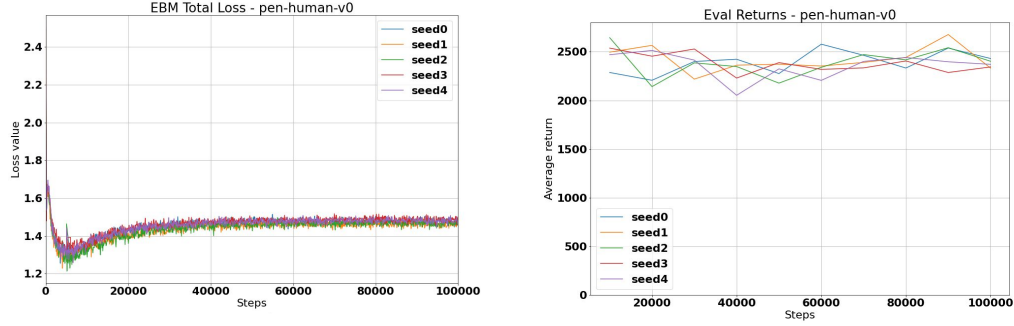 EBM Total Loss - pen-human-v0
2.4
2.2
2.0
1.8
1.6
1.4
1.2
Loss value
0
20000
40000
60000
80000
100000
Steps
seed0
seed1
seed2
seed3
seed4
Eval Returns - pen-human-v0
2500
2000
1500
1000
500
0
Average return
20000
40000
60000
80000
100000
Steps
seed0
seed1
seed2
seed3
seed4